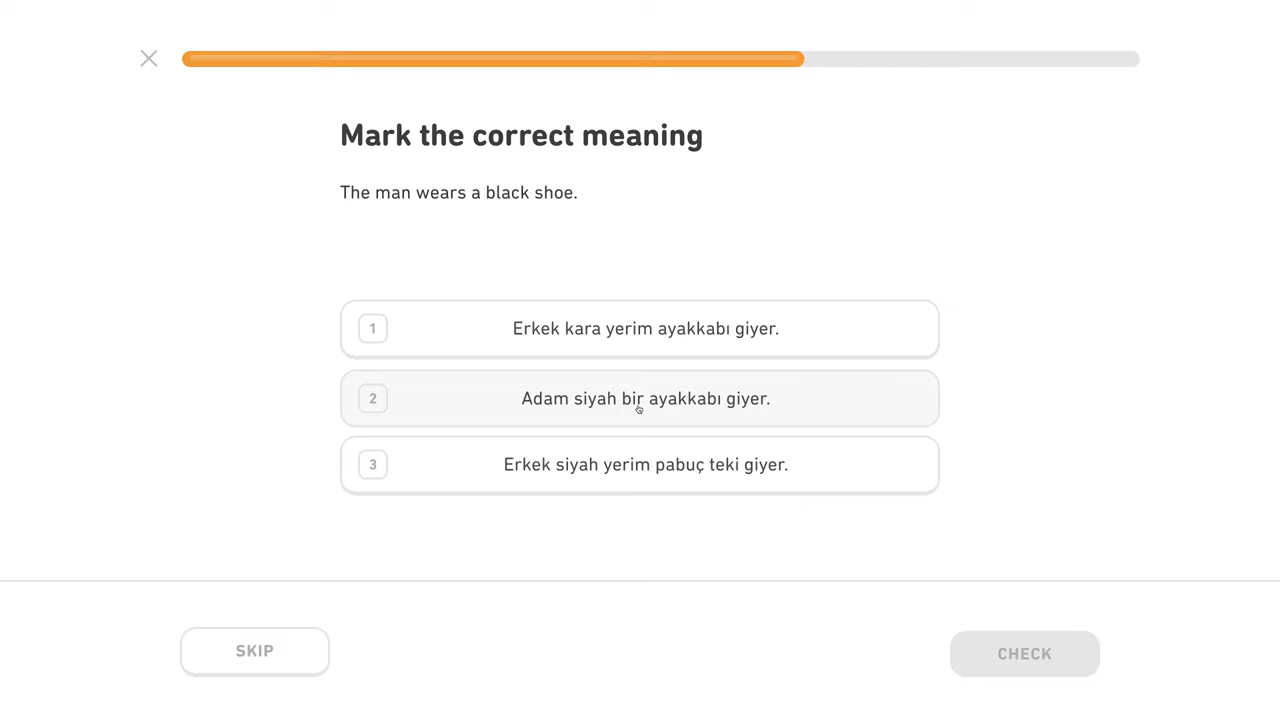 Mark the correct meaning
The man wears a black shoe.
1 Erkek kara yerim ayakkabı giyer.
2 Adam siyah bir ayakkabı giyer.
3 Erkek siyah yerim pabuç teki giyer.
SKIP
CHECK